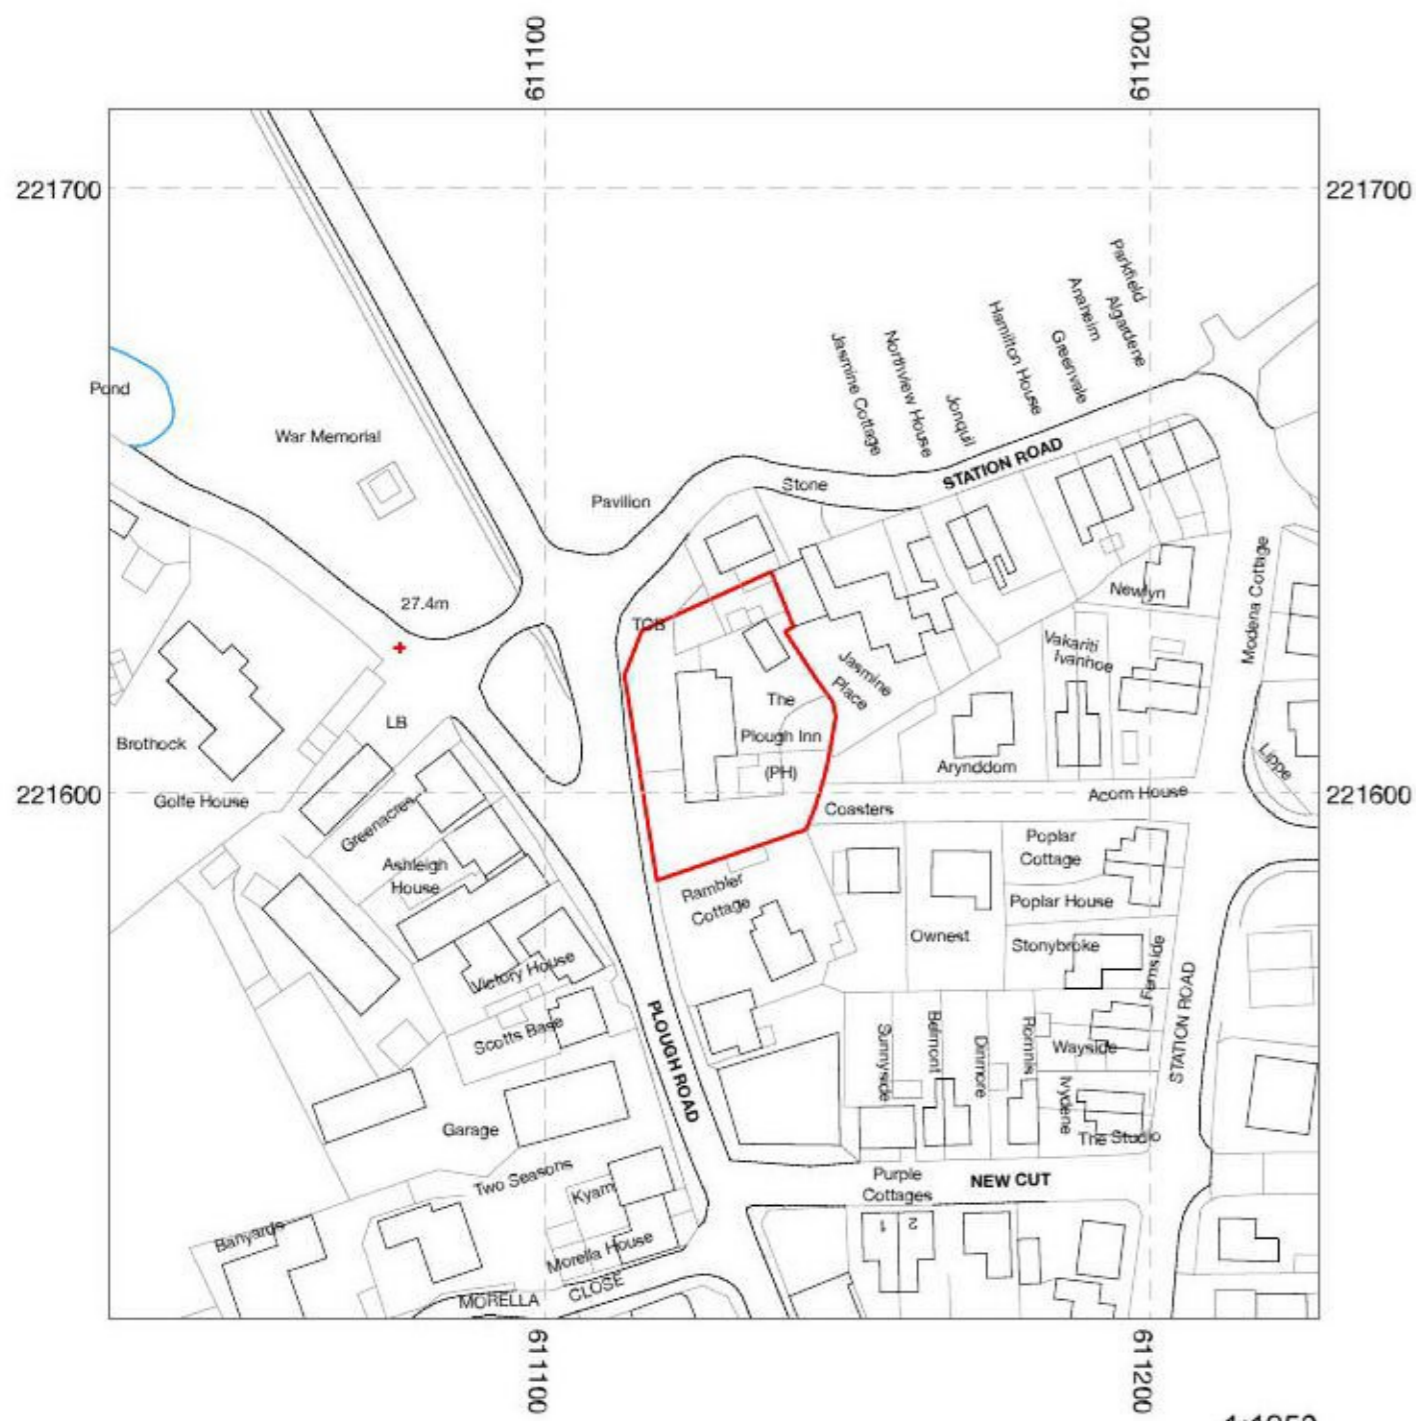 611100
611200
221700
221700
Parkfield
Anaheim
Algardene
Hamilton House
Greenvale
Jasmine Cottage
Northview House
Jonquil
Pond
War Memorial
STATION ROAD
Stone
Pavilion
27.4m
TCB
Newlyn
Modena Cottage
Vakariti
Ivanhoe
Jasmine
Place
The
Plough Inn
(PH)
LB
Brothock
Golfe House
Arynddom
Lippe
221600
221600
Acorn House
Coasters
Greenacres
Ashleigh
House
Poplar
Cottage
Rambler
Cottage
Poplar House
Ownest
Stonybroke
Fernside
Victory House
Scotts Base
PLOUGH ROAD
STATION ROAD
Sunnyside
Belmont
Dinmore
Rominis
Wayside
Ivydene
The Studio
Garage
Two Seasons
Kyam
Purple
Cottages
NEW CUT
1
2
Banyards
Morella House
MORELLA CLOSE
611100
611200